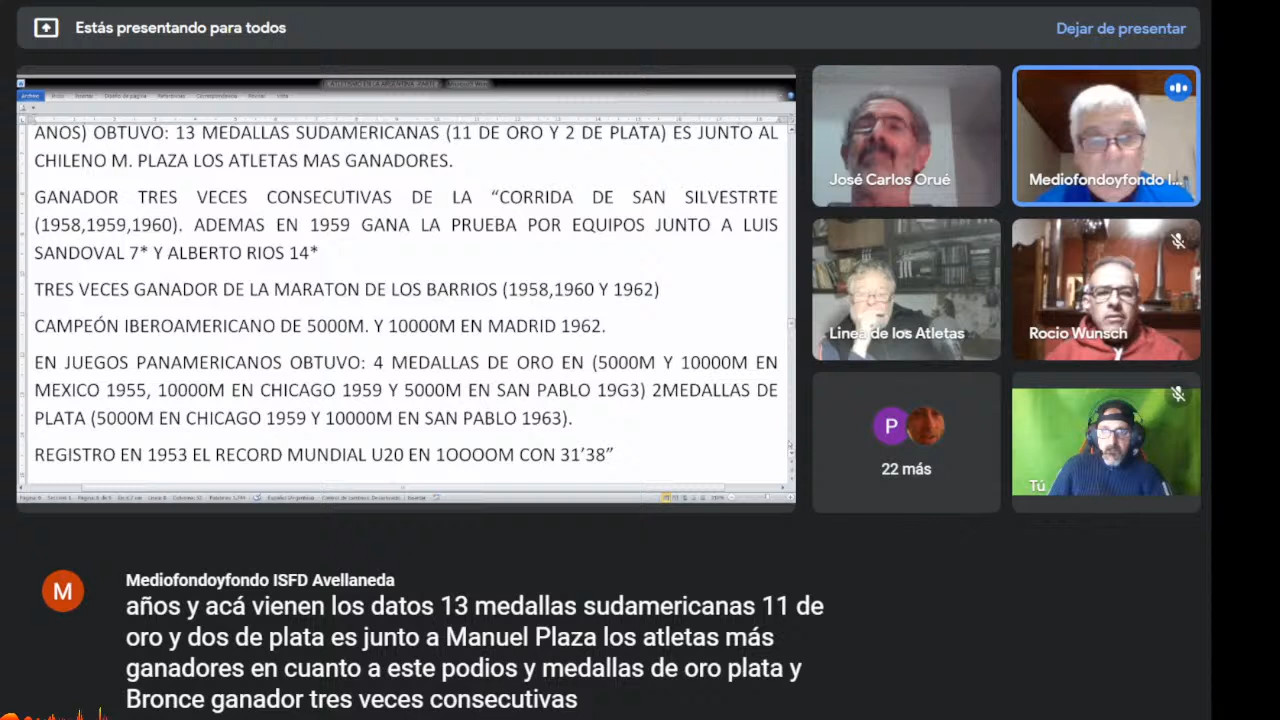 Estás presentando para todos
Dejar de presentar
Archivo
AÑOS) OBTUVO: 13 MEDALLAS SUDAMERICANAS (11 DE ORO Y 2 DE PLATA) ES JUNTO AL
CHILENO M. PLAZA LOS ATLETAS MAS GANADORES.
GANADOR TRES VECES CONSECUTIVAS DE LA “CORRIDA DE SAN SILVESTRTE
(1958,1959,1960). ADEMAS EN 1959 GANA LA PRUEBA POR EQUIPOS JUNTO A LUIS
SANDOVAL 7* Y ALBERTO RIOS 14*
TRES VECES GANADOR DE LA MARATON DE LOS BARRIOS (1958,1960 Y 1962)
CAMPEÓN IBEROAMERICANO DE 5000M. Y 10000M EN MADRID 1962.
EN JUEGOS PANAMERICANOS OBTUVO: 4 MEDALLAS DE ORO EN (5000M Y 10000M EN
MEXICO 1955, 10000M EN CHICAGO 1959 Y 5000M EN SAN PABLO 19G3) 2MEDALLAS DE
PLATA (5000M EN CHICAGO 1959 Y 10000M EN SAN PABLO 1963).
REGISTRO EN 1953 EL RECORD MUNDIAL U20 EN 1OOOOM CON 31’38”
José Carlos Orué
Mediofondoyfondo I...
Linea de los Atletas
Rocio Wunsch
P
22 más
Tú
M
Mediofondoyfondo ISFD Avellaneda
años y acá vienen los datos 13 medallas sudamericanas 11 de
oro y dos de plata es junto a Manuel Plaza los atletas más
ganadores en cuanto a este podios y medallas de oro plata y
Bronce ganador tres veces consecutivas